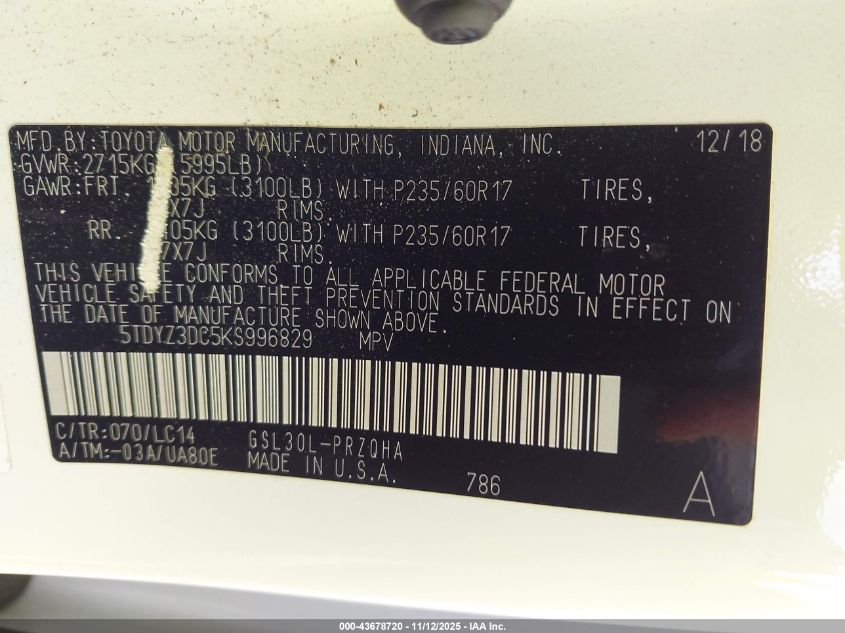 MFD. BY: TOYOTA MOTOR MANUFACTURING, INDIANA, INC. 12/18
GVWR: 2715KG 5995LB)
GAWR: FRT. 05KG (3100LB) WITH P235/60R17 TIRES,
X7J RIMS.
RR. 05KG (3100LB) WITH P235/60R17 TIRES,
7X7J RIMS.
THIS VEHICLE CONFORMS TO ALL APPLICABLE FEDERAL MOTOR
VEHICLE SAFETY AND THEFT PREVENTION STANDARDS IN EFFECT ON
THE DATE OF MANUFACTURE SHOWN ABOVE.
5TDYZ3DC5KS996829 MPV
C/TR: 070/LC14 GSL30L-PRZQHA
A/TM: -03A/UA80E MADE IN U.S.A. 786 A
000-43678720 - 11/12/2025 - IAA Inc.